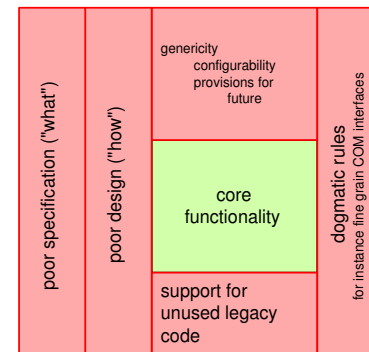 poor specification ("what")
poor design ("how")
genericity
configurability
provisions for
future
core
functionality
support for
unused legacy
code
dogmatic rules
for instance fine grain COM interfaces